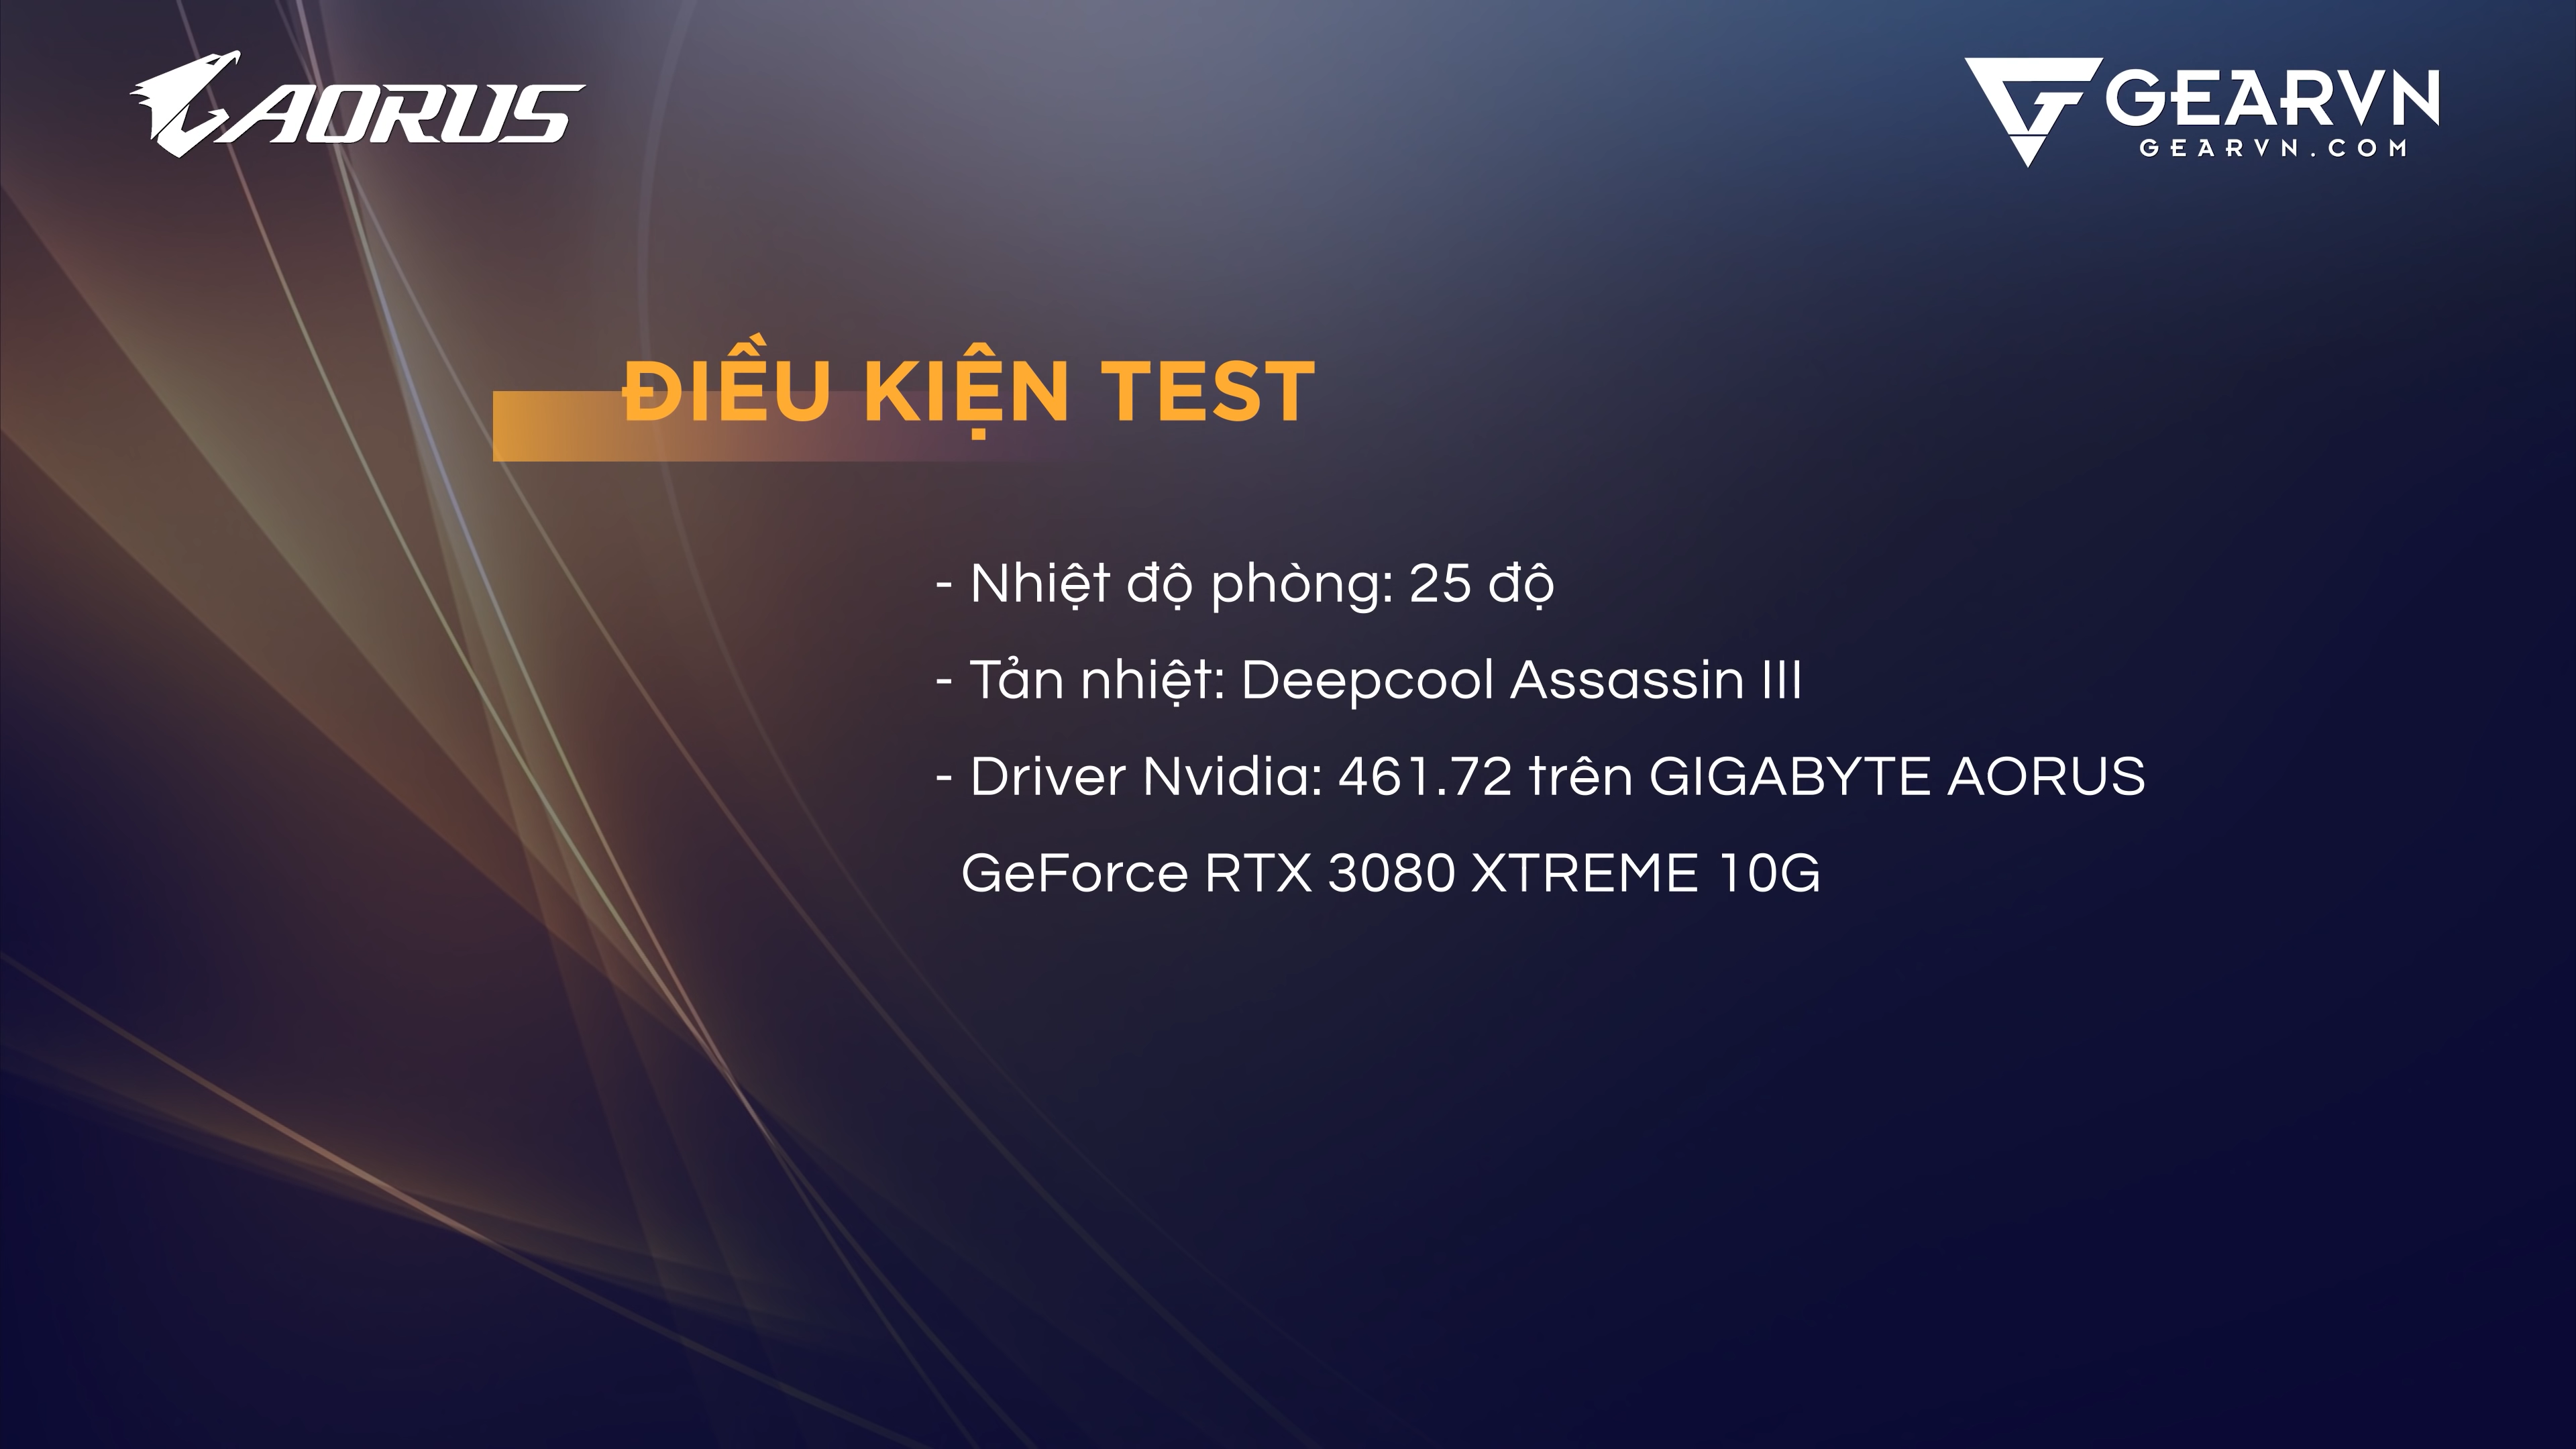 AORUS
GEARVN
GEARVN.COM
ĐIỀU KIỆN TEST
- Nhiệt độ phòng: 25 độ
- Tản nhiệt: Deepcool Assassin III
- Driver Nvidia: 461.72 trên GIGABYTE AORUS
GeForce RTX 3080 XTREME 10G